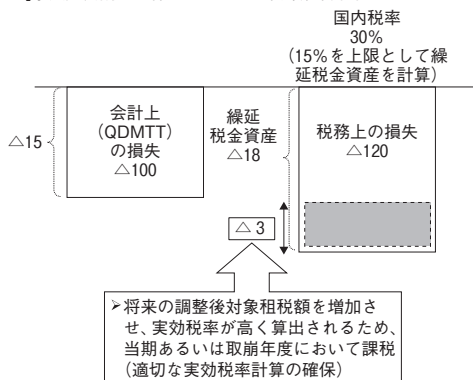 国内税率
30%
(15%を上限として繰
延税金資産を計算)
会計上
(QDMTT)
の損失
△100
△15
繰延
税金資産
△18
税務上の損失
△120
△3
➢将来の調整後対象租税額を増加さ
せ、実効税率が高く算出されるため、
当期あるいは取崩年度において課税
(適切な実効税率計算の確保)